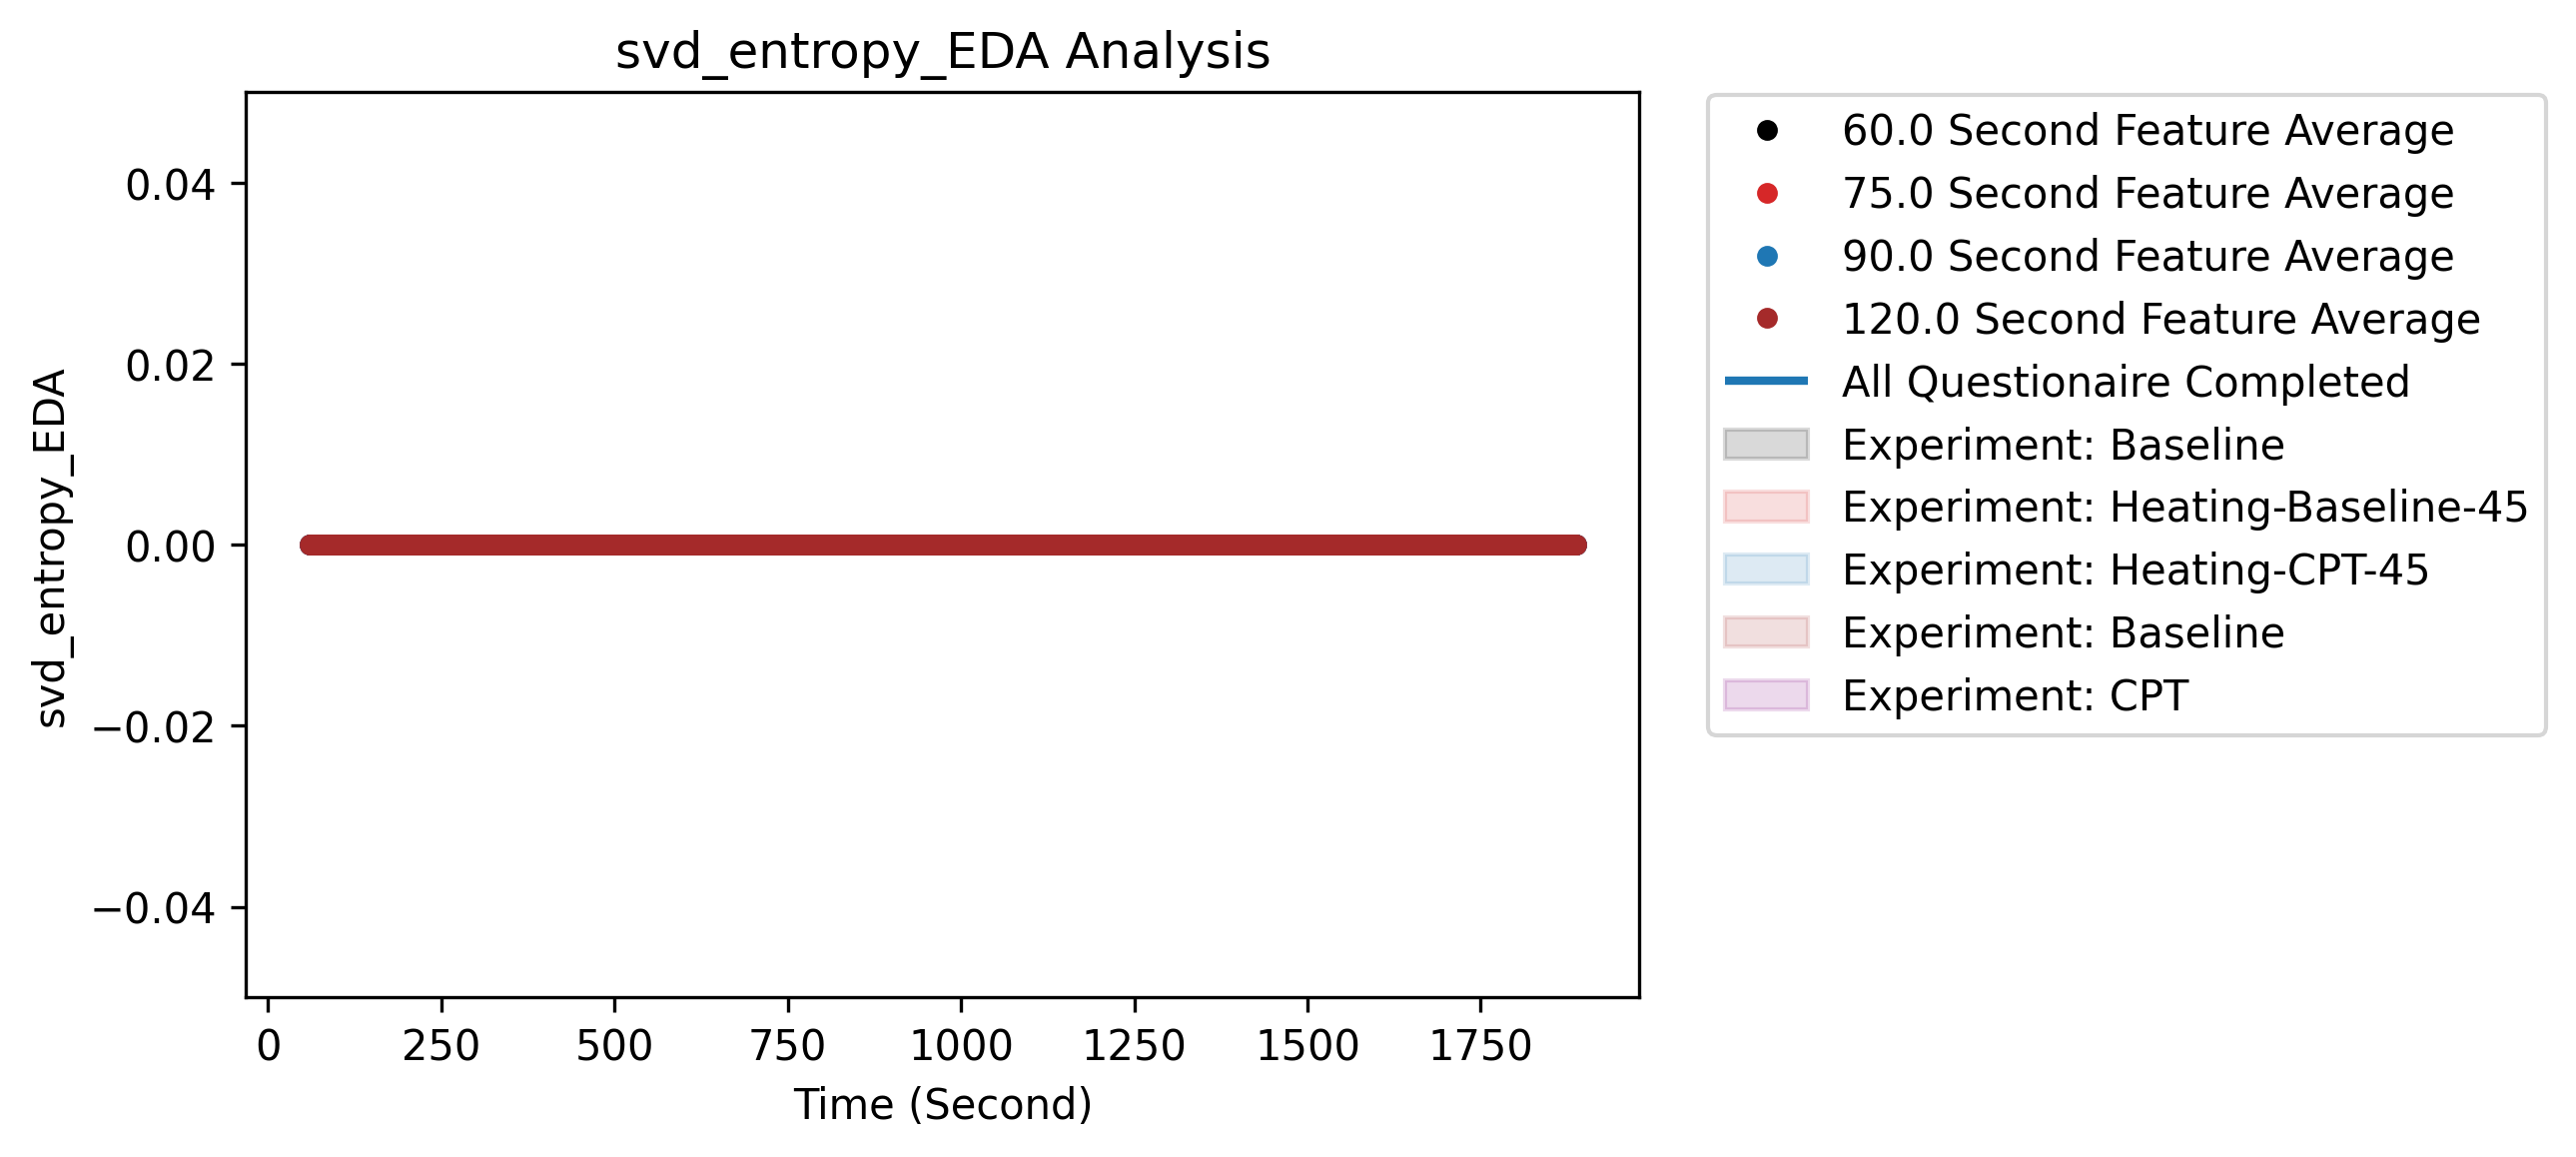 svd_entropy_EDA Analysis
svd_entropy_EDA
0.04
0.02
0.00
−0.02
−0.04
0 250 500 750 1000 1250 1500 1750
Time (Second)
60.0 Second Feature Average
75.0 Second Feature Average
90.0 Second Feature Average
120.0 Second Feature Average
All Questionaire Completed
Experiment: Baseline
Experiment: Heating-Baseline-45
Experiment: Heating-CPT-45
Experiment: Baseline
Experiment: CPT